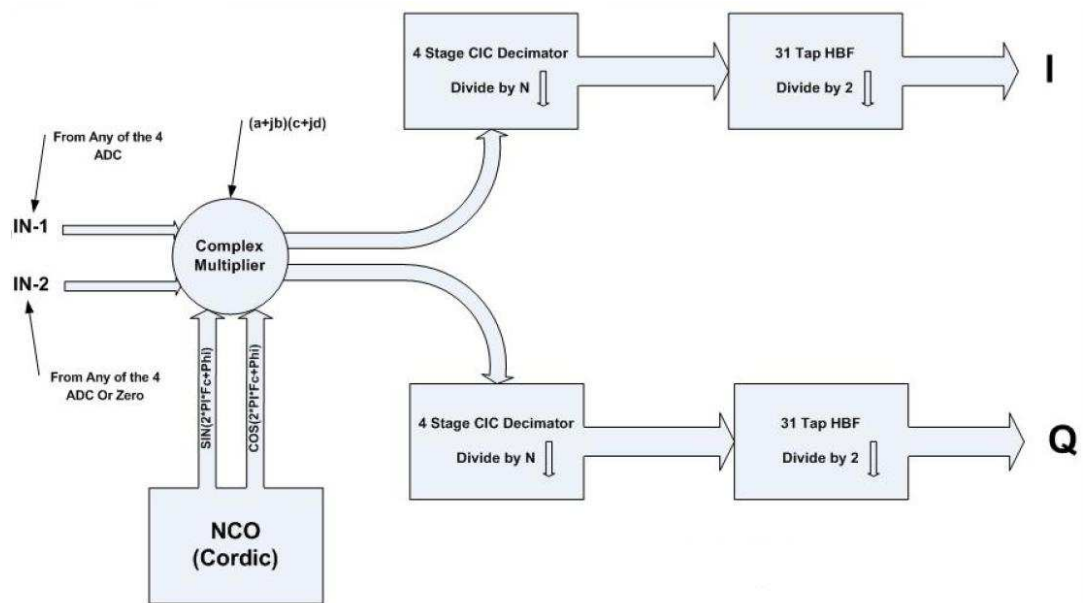 4 Stage CIC Decimator
Divide by N
31 Tap HBF
Divide by 2
I
(a+jb)(c+jd)
From Any of the 4
ADC
IN-1
Complex
Multiplier
IN-2
From Any of the 4
ADC Or Zero
SIN(2*PI*Fc+Phi)
COS(2*PI*Fc+Phi)
4 Stage CIC Decimator
Divide by N
31 Tap HBF
Divide by 2
Q
NCO
(Cordic)